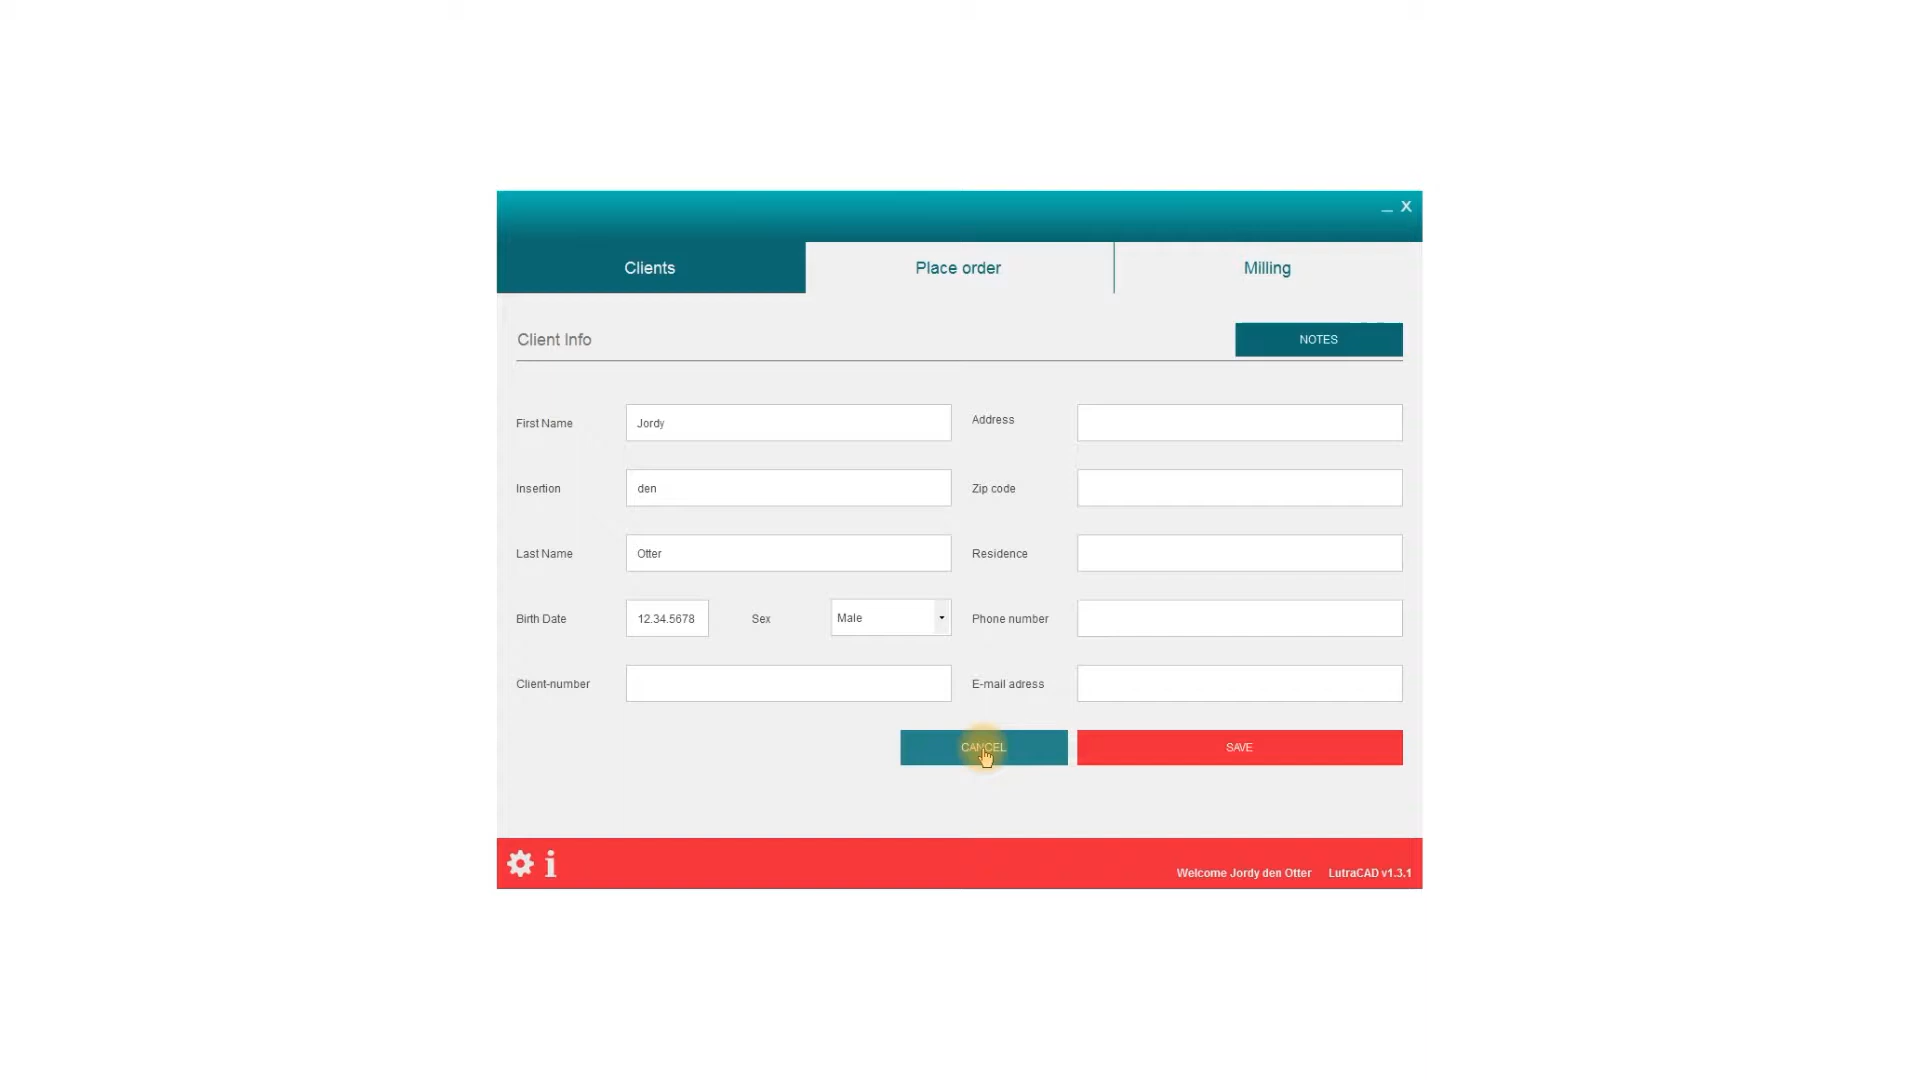 _ X
Clients Place order Milling
Client Info NOTES
First Name Jordy Address
Insertion den Zip code
Last Name Otter Residence
Birth Date 12.34.5678 Sex Male Phone number
Client-number E-mail adress
CANCEL SAVE
i Welcome Jordy den Otter LutraCAD v1.3.1